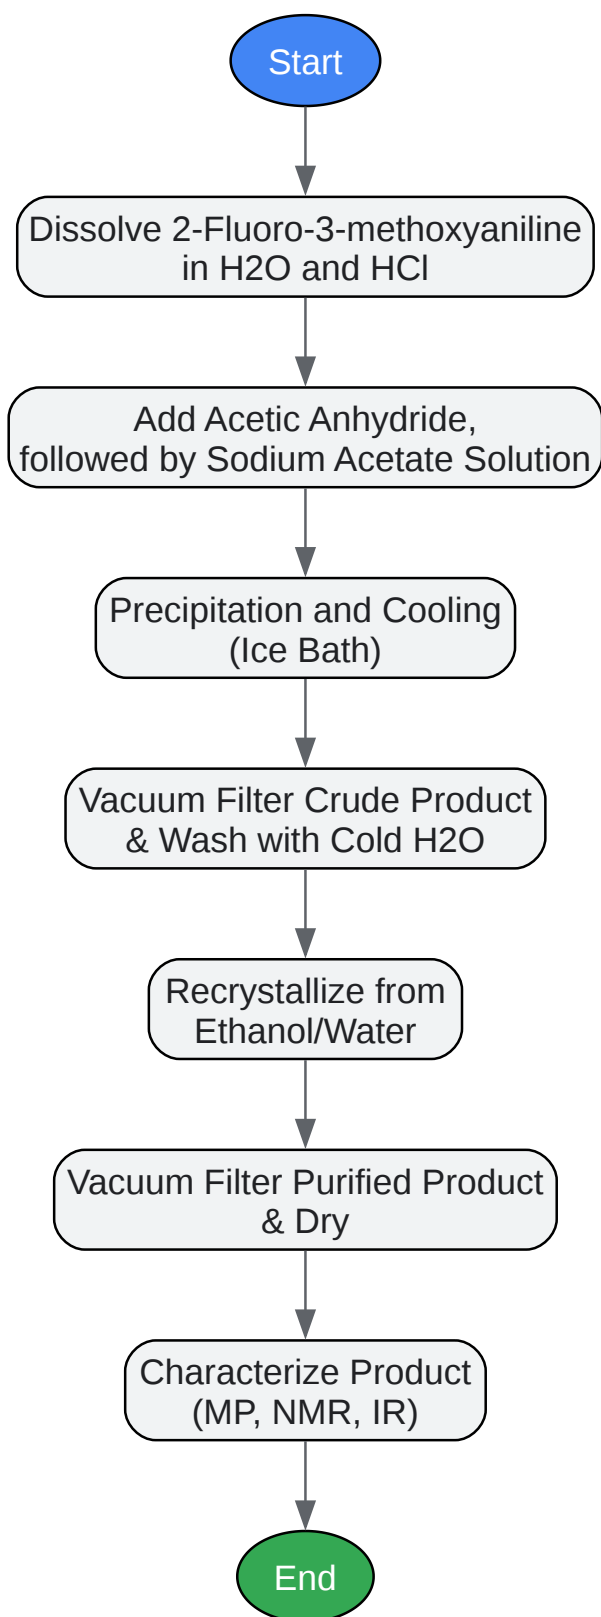 Start
Dissolve 2-Fluoro-3-methoxyaniline
in H2O and HCl
Add Acetic Anhydride,
followed by Sodium Acetate Solution
Precipitation and Cooling
(Ice Bath)
Vacuum Filter Crude Product
& Wash with Cold H2O
Recrystallize from
Ethanol/Water
Vacuum Filter Purified Product
& Dry
Characterize Product
(MP, NMR, IR)
End